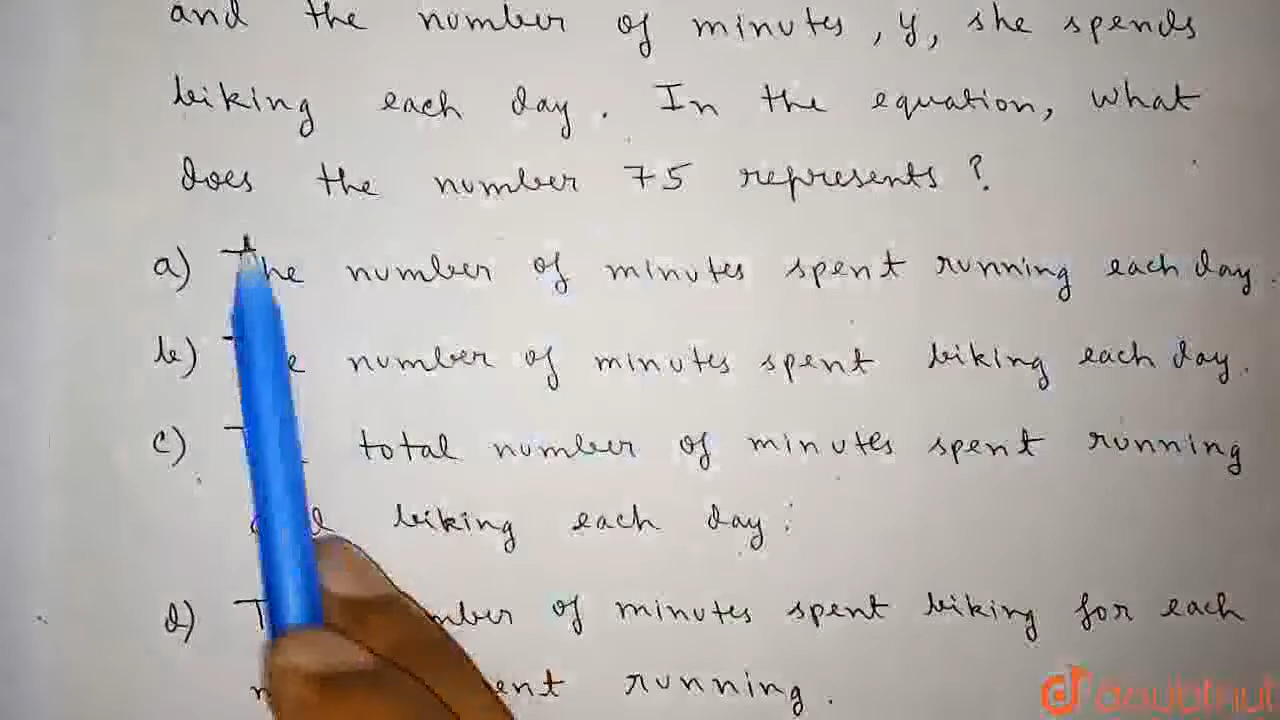 and the number of minutes, y, she spends
biking each day. In the equation, what
does the number 75 represents?
a) The number of minutes spent running each day.
b) number of minutes spent biking each day.
c) total number of minutes spent running
biking each day:
d) of minutes spent biking for each
running.
doubtnut